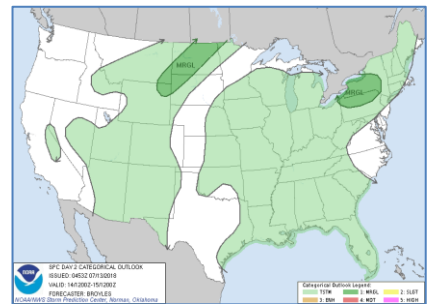 MRGL
MRGL
SPC DAY 2 CATEGORICAL OUTLOOK
ISSUED: 0453Z 07/13/2018
VALID: 14/1200Z-15/1200Z
FORECASTER: BROYLES
NOAA/NWS Storm Prediction Center, Norman, Oklahoma
Categorical Outlook Legend:
TSTM 1: MRGL 2: SLGT
3: ENH 4: MDT 5: HIGH